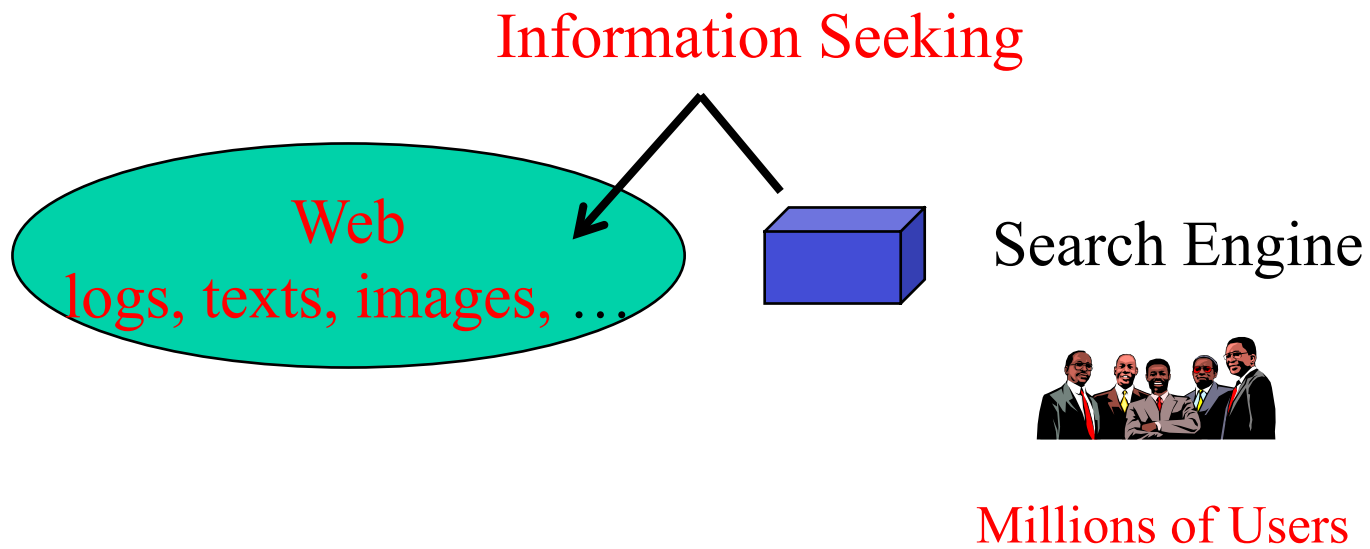 Information Seeking
Web
logs, texts, images, …
Search Engine
Millions of Users